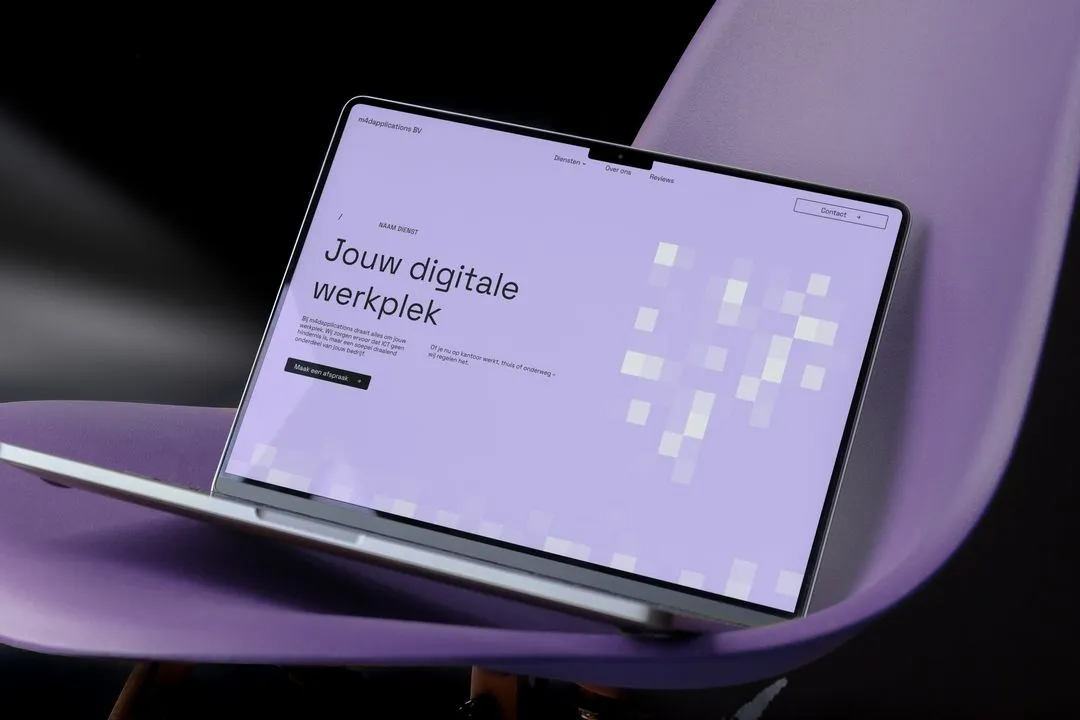 m4dapplications BV
Diensten
Over ons
Reviews
Contact →
/
NAAM DIENST
Jouw digitale
werkplek
Bij m4dapplications draait alles om jouw
werkplek. Wij zorgen ervoor dat ICT geen
hindernis is, maar een soepel draaiend
onderdeel van jouw bedrijf.
Of je nu op kantoor werkt, thuis of onderweg –
wij regelen het.
Maak een afspraak →